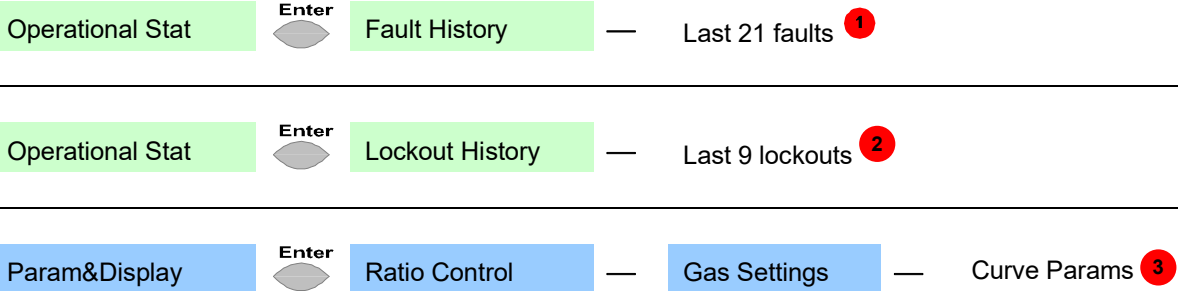 Enter
Operational Stat Fault History — Last 21 faults 1
Enter
Operational Stat Lockout History — Last 9 lockouts 2
Enter
Param&Display Ratio Control — Gas Settings — Curve Params 3